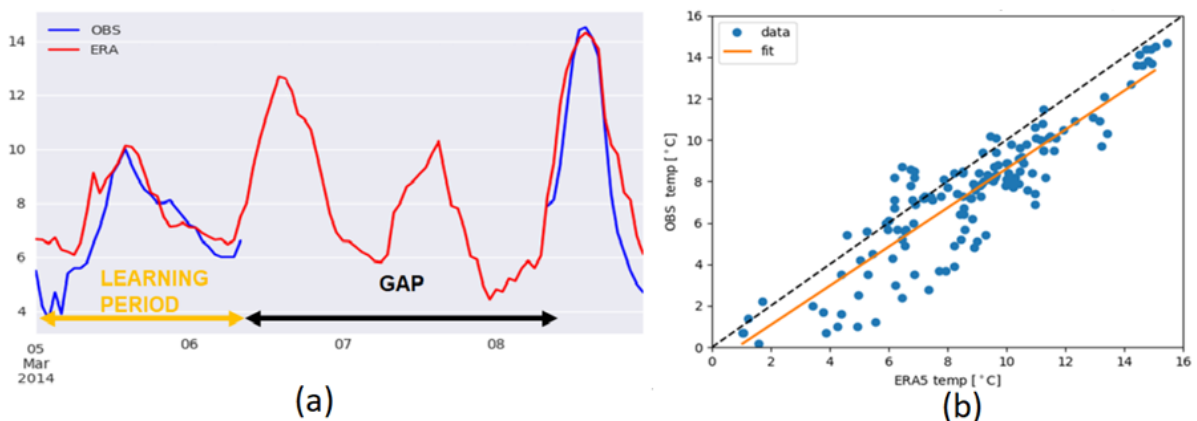 14
12
10
8
6
4
OBS
ERA
LEARNING
PERIOD
GAP
05
Mar
2014
06
07
08
(a)
16
14
12
10
8
6
4
2
0
OBS temp [°C]
data
fit
0 2 4 6 8 10 12 14 16
ERA5 temp [°C]
(b)